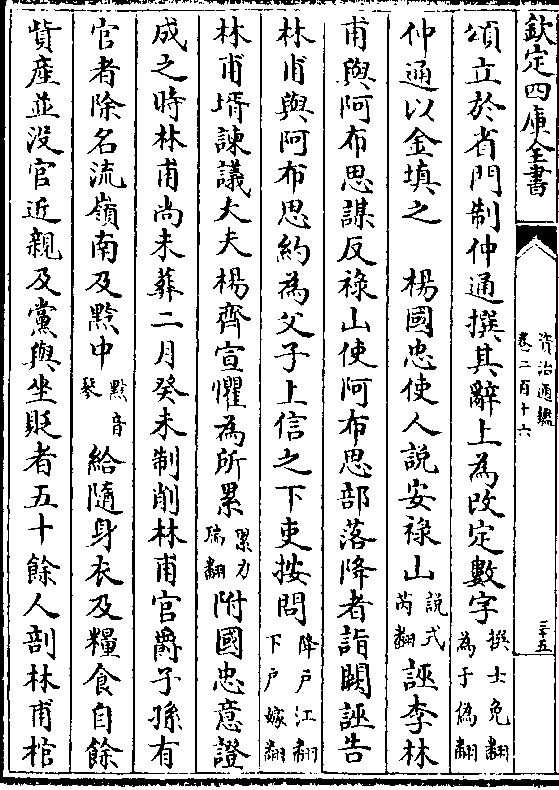 欽定四庫全書
資治通鑑
卷二百十六
三十五
頌立於省門制仲通撰其辭上為改定數字撰士免翻為于偽翻
仲通以金填之　楊國忠使人說安祿山說式芮翻誣李林
甫與阿布思謀反祿山使阿布思部落降者詣闕誣告
林甫與阿布思約為父子上信之下吏按問降戶江翻下戶嫁翻
林甫壻諫議大夫楊齊宣懼為所累累力瑞翻附國忠意證
成之時林甫尚未葬二月癸未制削林甫官爵子孫有
官者除名流嶺南及黔中黔音琴給隨身衣及糧食自餘
貲產並没官近親及黨與坐貶者五十餘人剖林甫棺